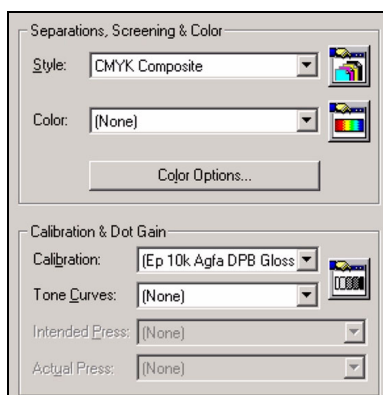 Separations, Screening & Color
Style: CMYK Composite
Color: (None)
Color Options...
Calibration & Dot Gain
Calibration: (Ep 10k Agfa DPB Gloss
Tone Curves: (None)
Intended Press: (None)
Actual Press: (None)